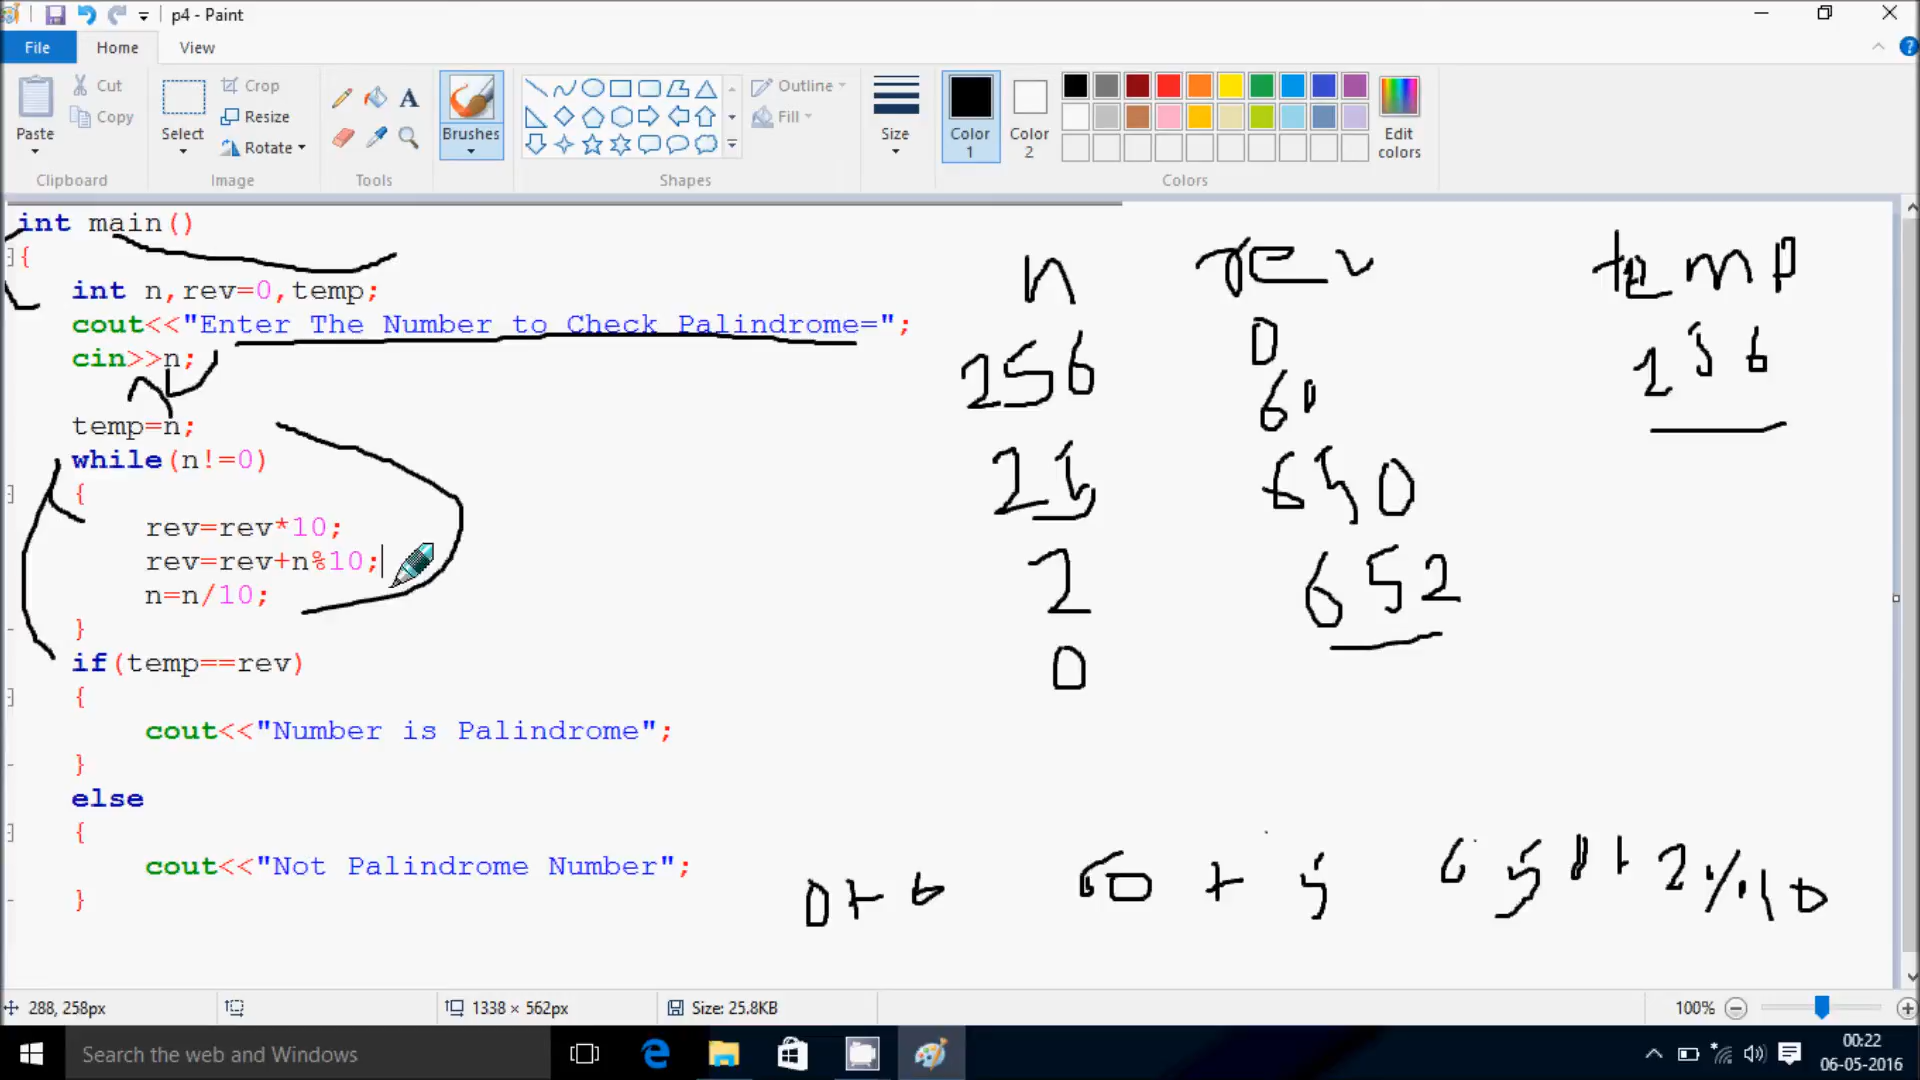 p4 - Paint
File Home View
Paste
Cut
Copy
Clipboard
Select
Crop
Resize
Rotate
Image
Tools
Brushes
Outline
Fill
Shapes
Size
Color 1
Color 2
Edit colors
Colors
int main()
{
int n,rev=0,temp;
cout<<"Enter The Number to Check Palindrome=";
cin>>n;
temp=n;
while(n!=0)
{
rev=rev*10;
rev=rev+n%10;
n=n/10;
}
if(temp==rev)
{
cout<<"Number is Palindrome";
}
else
{
cout<<"Not Palindrome Number";
}
n rev temp
256 0 256
60
25 650
2 652
0
0+6 60+5 650+2%10
288, 258px
1338 × 562px
Size: 25.8KB
100%
Search the web and Windows
00:22
06-05-2016